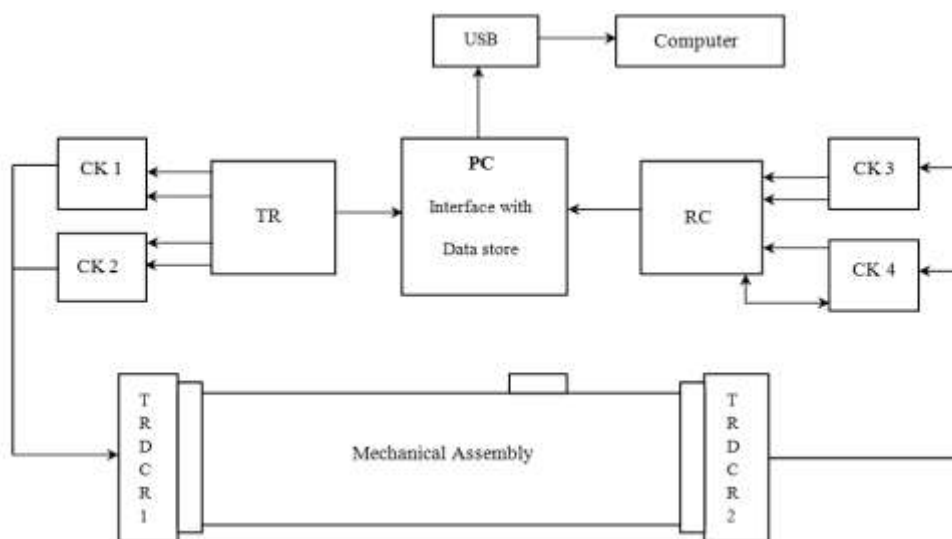 USB
Computer
CK 1
TR
PC
Interface with
Data store
RC
CK 3
CK 2
CK 4
T
R
D
C
R
1
Mechanical Assembly
T
R
D
C
R
2